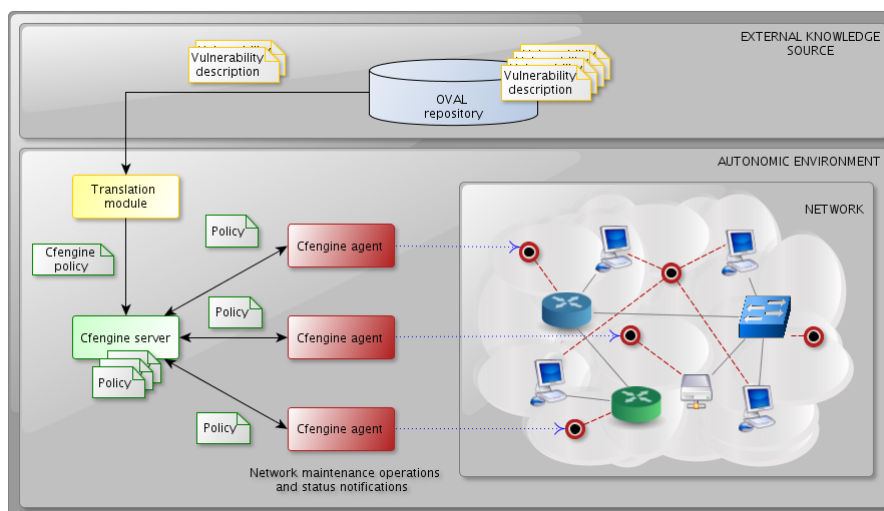 EXTERNAL KNOWLEDGE
SOURCE
Vulnerability
description
Vulnerability
description
OVAL
repository
AUTONOMIC ENVIRONMENT
Translation
module
NETWORK
Policy
Cfengine agent
Cfengine
policy
Policy
Cfengine server
Cfengine agent
Policy
Policy
Cfengine agent
Network maintenance operations
and status notifications